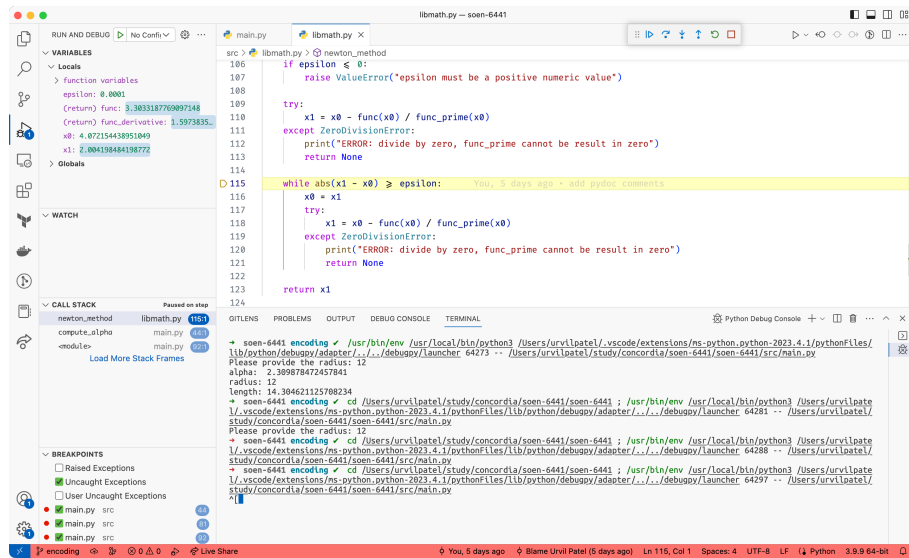 libmath.py — soen-6441
RUN AND DEBUG
No Confi
VARIABLES
Locals
function variables
epsilon: 0.0001
(return) func: 3.3033187769097148
(return) func_derivative: 1.5973835…
x0: 4.072154438951049
x1: 2.004198484198772
Globals
WATCH
CALL STACK
Paused on step
newton_method libmath.py 115:1
compute_alpha main.py 44:1
<module> main.py 92:1
Load More Stack Frames
BREAKPOINTS
Raised Exceptions
Uncaught Exceptions
User Uncaught Exceptions
main.py src 44
main.py src 81
main.py src 92
main.py
libmath.py
src > libmath.py > newton_method
106 if epsilon ⩽ 0:
107 raise ValueError("epsilon must be a positive numeric value")
108
109 try:
110 x1 = x0 - func(x0) / func_prime(x0)
111 except ZeroDivisionError:
112 print("ERROR: divide by zero, func_prime cannot be result in zero")
113 return None
114
115 while abs(x1 - x0) ⩾ epsilon: You, 5 days ago • add pydoc comments
116 x0 = x1
117 try:
118 x1 = x0 - func(x0) / func_prime(x0)
119 except ZeroDivisionError:
120 print("ERROR: divide by zero, func_prime cannot be result in zero")
121 return None
122
123 return x1
124
GITLENS PROBLEMS OUTPUT DEBUG CONSOLE TERMINAL
Python Debug Console
→ soen-6441 encoding ✔ /usr/bin/env /usr/local/bin/python3 /Users/urvilpatel/.vscode/extensions/ms-python.python-2023.4.1/pythonFiles/
lib/python/debugpy/adapter/../../debugpy/launcher 64273 -- /Users/urvilpatel/study/concordia/soen-6441/soen-6441/src/main.py
Please provide the radius: 12
alpha: 2.309878472457841
radius: 12
length: 14.304621125708234
→ soen-6441 encoding ✔ cd /Users/urvilpatel/study/concordia/soen-6441/soen-6441 ; /usr/bin/env /usr/local/bin/python3 /Users/urvilpate
l/.vscode/extensions/ms-python.python-2023.4.1/pythonFiles/lib/python/debugpy/adapter/../../debugpy/launcher 64281 -- /Users/urvilpatel/
study/concordia/soen-6441/soen-6441/src/main.py
Please provide the radius: 12
→ soen-6441 encoding ✔ cd /Users/urvilpatel/study/concordia/soen-6441/soen-6441 ; /usr/bin/env /usr/local/bin/python3 /Users/urvilpate
l/.vscode/extensions/ms-python.python-2023.4.1/pythonFiles/lib/python/debugpy/adapter/../../debugpy/launcher 64288 -- /Users/urvilpatel/
study/concordia/soen-6441/soen-6441/src/main.py
→ soen-6441 encoding ✔ cd /Users/urvilpatel/study/concordia/soen-6441/soen-6441 ; /usr/bin/env /usr/local/bin/python3 /Users/urvilpate
l/.vscode/extensions/ms-python.python-2023.4.1/pythonFiles/lib/python/debugpy/adapter/../../debugpy/launcher 64297 -- /Users/urvilpatel/
study/concordia/soen-6441/soen-6441/src/main.py
^[
encoding 0 0 Live Share You, 5 days ago Blame Urvil Patel (5 days ago) Ln 115, Col 1 Spaces: 4 UTF-8 LF Python 3.9.9 64-bit